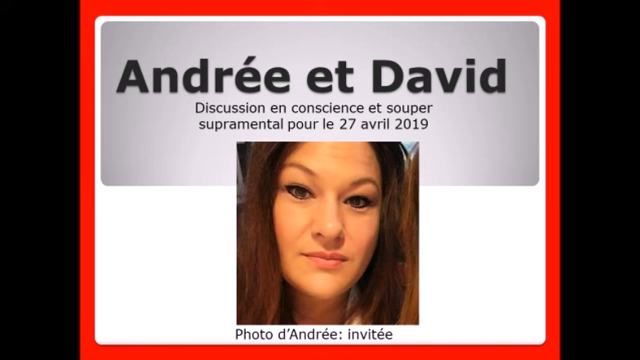 Andrée et David
Discussion en conscience et souper
supramental pour le 27 avril 2019
Photo d’Andrée: invitée